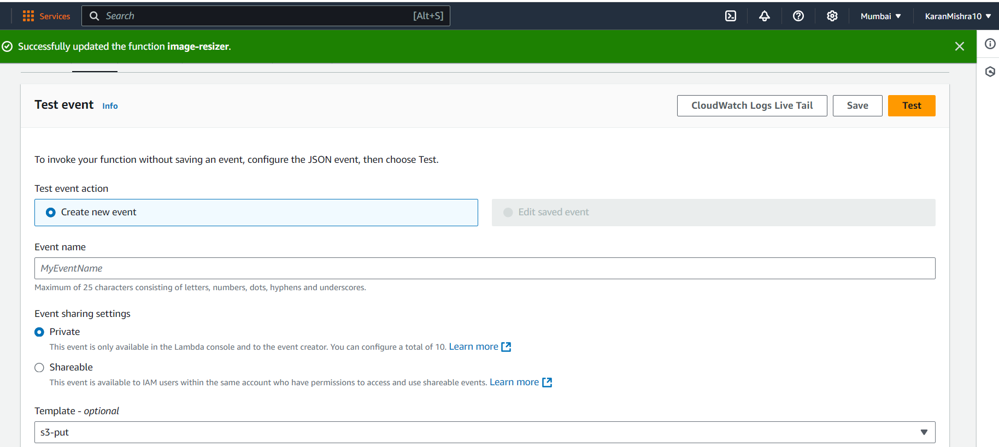 Services Search [Alt+S] Mumbai KaranMishra10
Successfully updated the function image-resizer.
Test event Info CloudWatch Logs Live Tail Save Test
To invoke your function without saving an event, configure the JSON event, then choose Test.
Test event action
Create new event Edit saved event
Event name
MyEventName
Maximum of 25 characters consisting of letters, numbers, dots, hyphens and underscores.
Event sharing settings
Private
This event is only available in the Lambda console and to the event creator. You can configure a total of 10. Learn more
Shareable
This event is available to IAM users within the same account who have permissions to access and use shareable events. Learn more
Template - optional
s3-put